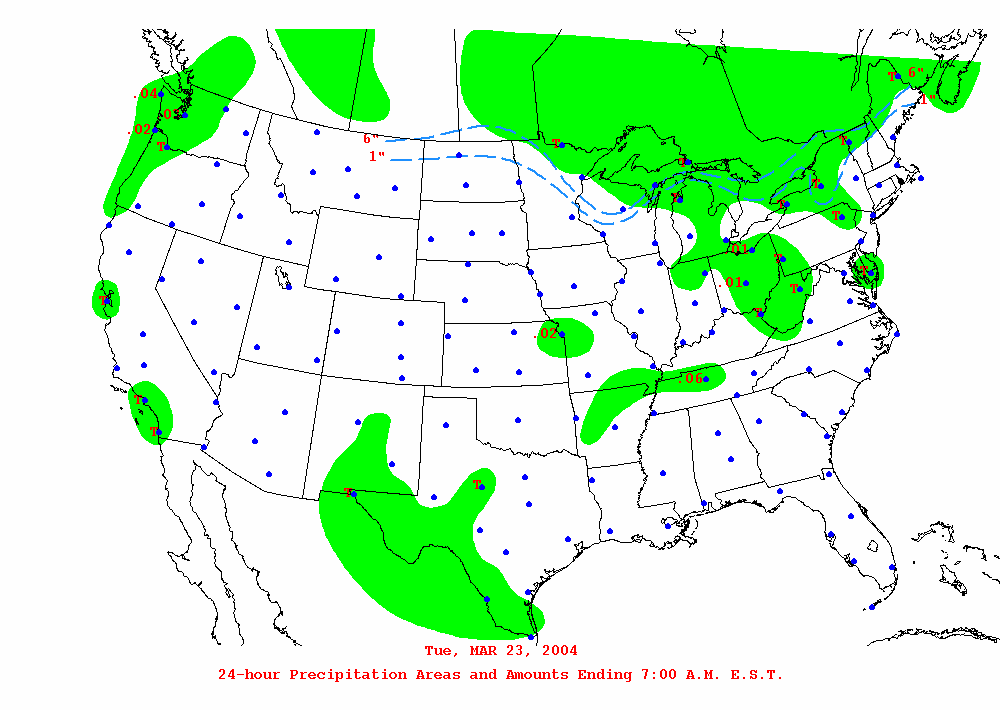 T 6"
.04 1"
.03
.02 6" T
T 1" T T
T
T T T
.01 T T
T .01 T
.02 T
.06
T
T
T T
Tue, MAR 23, 2004
24-hour Precipitation Areas and Amounts Ending 7:00 A.M. E.S.T.